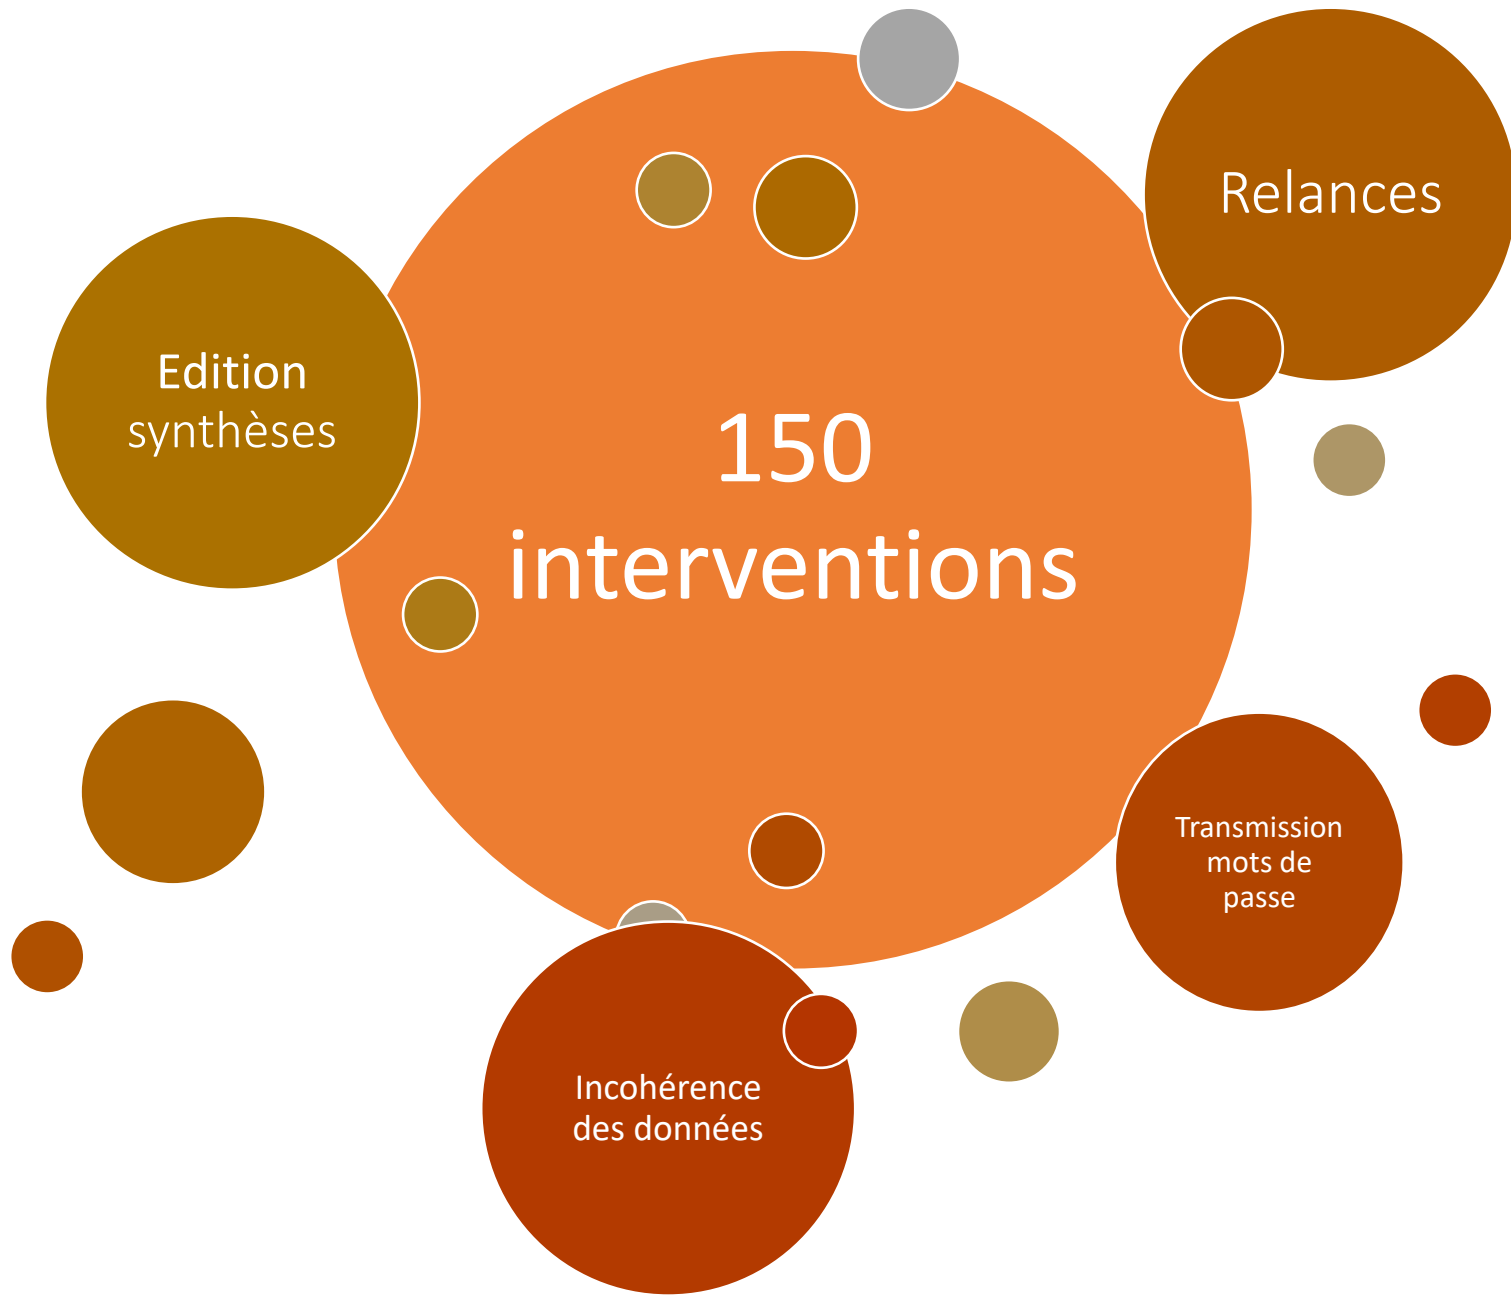 Relances
Edition
synthèses
150
interventions
Transmission
mots de
passe
Incohérence
des données